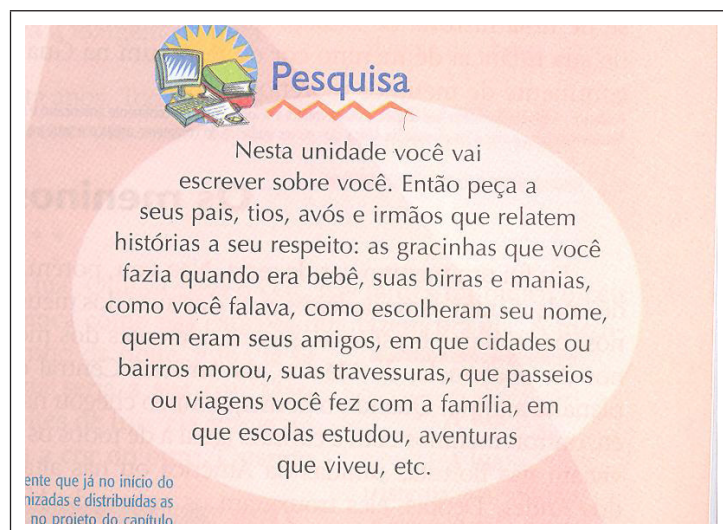 Pesquisa
Nesta unidade você vai
escrever sobre você. Então peça a
seus pais, tios, avós e irmãos que relatem
histórias a seu respeito: as gracinhas que você
fazia quando era bebê, suas birras e manias,
como você falava, como escolheram seu nome,
quem eram seus amigos, em que cidades ou
bairros morou, suas travessuras, que passeios
ou viagens você fez com a família, em
que escolas estudou, aventuras
que viveu, etc.
ente que já no início do
nizadas e distribuídas as
no projeto do capítulo